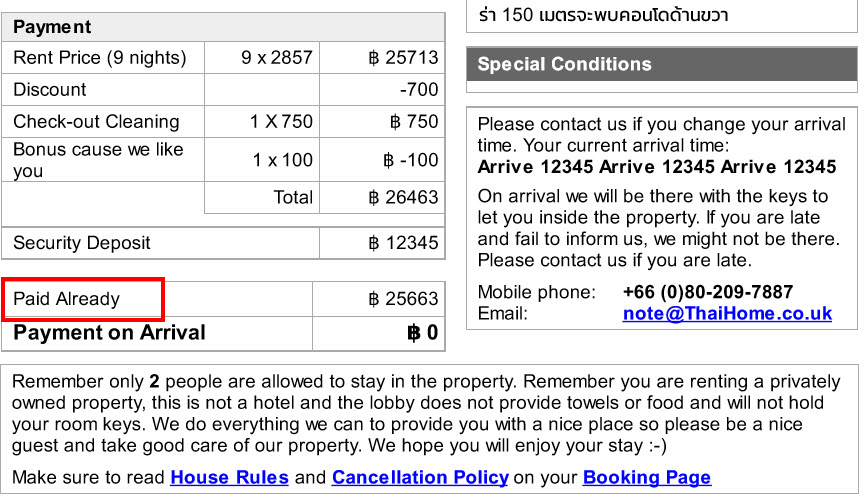 Payment
Rent Price (9 nights) 9 x 2857 ฿ 25713
Discount -700
Check-out Cleaning 1 X 750 ฿ 750
Bonus cause we like
you 1 x 100 ฿ -100
Total ฿ 26463
Security Deposit ฿ 12345
Paid Already ฿ 25663
Payment on Arrival ฿ 0
ร่า 150 เมตรจะพบคอนโดด้านขวา
Special Conditions
Please contact us if you change your arrival
time. Your current arrival time:
Arrive 12345 Arrive 12345 Arrive 12345
On arrival we will be there with the keys to
let you inside the property. If you are late
and fail to inform us, we might not be there.
Please contact us if you are late.
Mobile phone: +66 (0)80-209-7887
Email: note@ThaiHome.co.uk
Remember only 2 people are allowed to stay in the property. Remember you are renting a privately
owned property, this is not a hotel and the lobby does not provide towels or food and will not hold
your room keys. We do everything we can to provide you with a nice place so please be a nice
guest and take good care of our property. We hope you will enjoy your stay :-)
Make sure to read House Rules and Cancellation Policy on your Booking Page